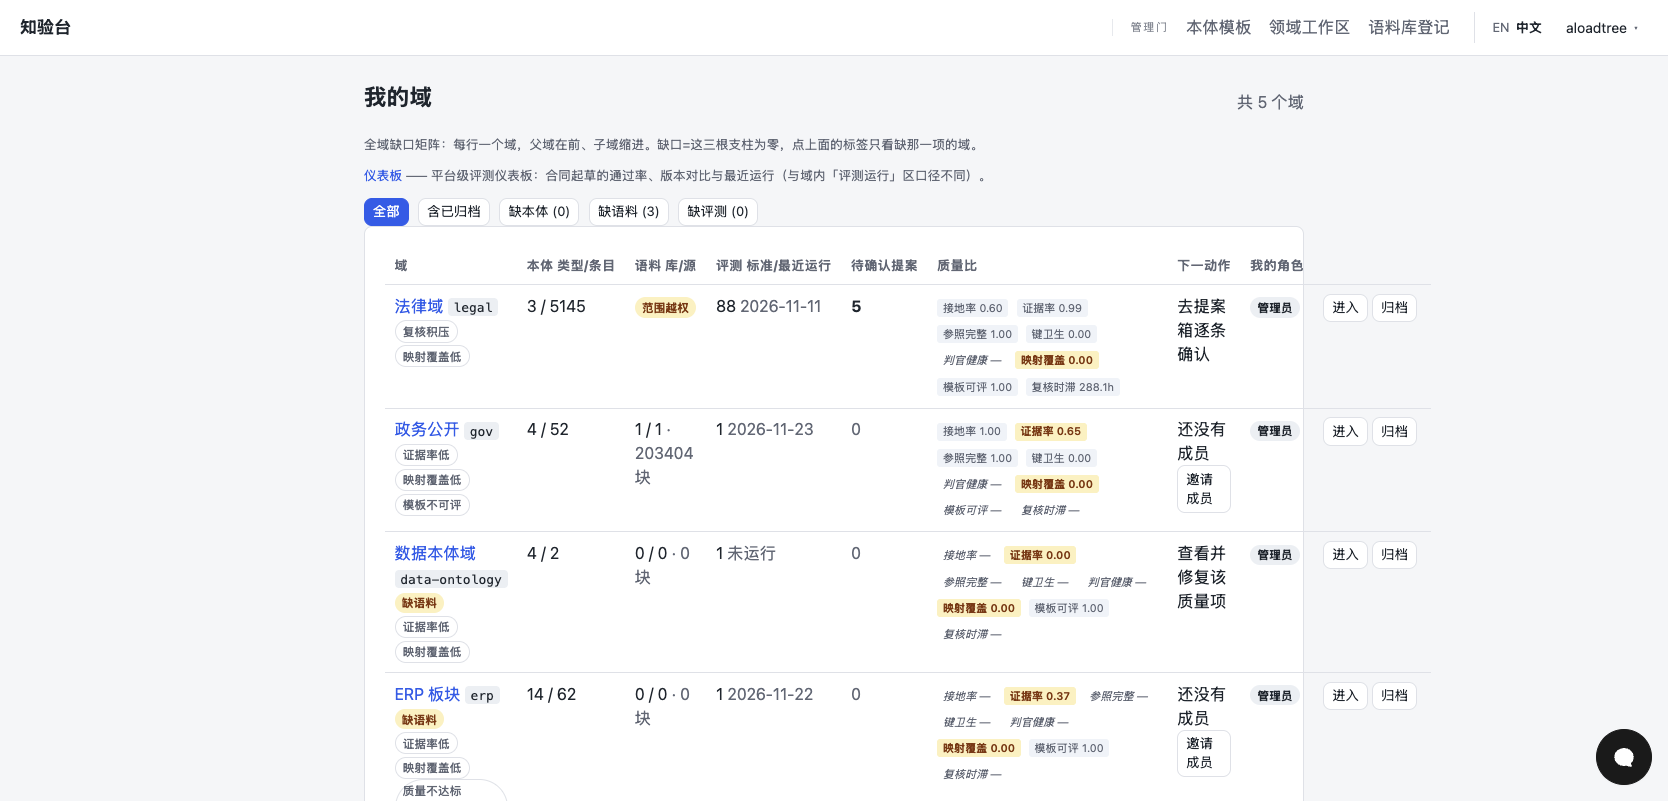 知验台
管理门 本体模板 领域工作区 语料库登记 EN 中文 aloadtree
我的域
共 5 个域
全域缺口矩阵：每行一个域，父域在前、子域缩进。缺口=这三根支柱为零，点上面的标签只看缺那一项的域。
仪表板 —— 平台级评测仪表板：合同起草的通过率、版本对比与最近运行（与域内「评测运行」区口径不同）。
全部 含已归档 缺本体 (0) 缺语料 (3) 缺评测 (0)
域 本体 类型/条目 语料 库/源 评测 标准/最近运行 待确认提案 质量比 下一动作 我的角色
法律域 legal
复核积压
映射覆盖低
3 / 5145
范围越权
88 2026-11-11
5
接地率 0.60 证据率 0.99
参照完整 1.00 键卫生 0.00
判官健康 — 映射覆盖 0.00
模板可评 1.00 复核时滞 288.1h
去提案
箱逐条
确认
管理员
进入 归档
政务公开 gov
证据率低
映射覆盖低
模板不可评
4 / 52
1 / 1 ·
203404
块
1 2026-11-23
0
接地率 1.00 证据率 0.65
参照完整 1.00 键卫生 0.00
判官健康 — 映射覆盖 0.00
模板可评 — 复核时滞 —
还没有
成员
邀请
成员
管理员
进入 归档
数据本体域
data-ontology
缺语料
证据率低
映射覆盖低
4 / 2
0 / 0 · 0
块
1 未运行
0
接地率 — 证据率 0.00
参照完整 — 键卫生 — 判官健康 —
映射覆盖 0.00 模板可评 1.00
复核时滞 —
查看并
修复该
质量项
管理员
进入 归档
ERP 板块 erp
缺语料
证据率低
映射覆盖低
质量不达标
14 / 62
0 / 0 · 0
块
1 2026-11-22
0
接地率 — 证据率 0.37 参照完整 —
键卫生 — 判官健康 —
映射覆盖 0.00 模板可评 1.00
复核时滞 —
还没有
成员
邀请
成员
管理员
进入 归档